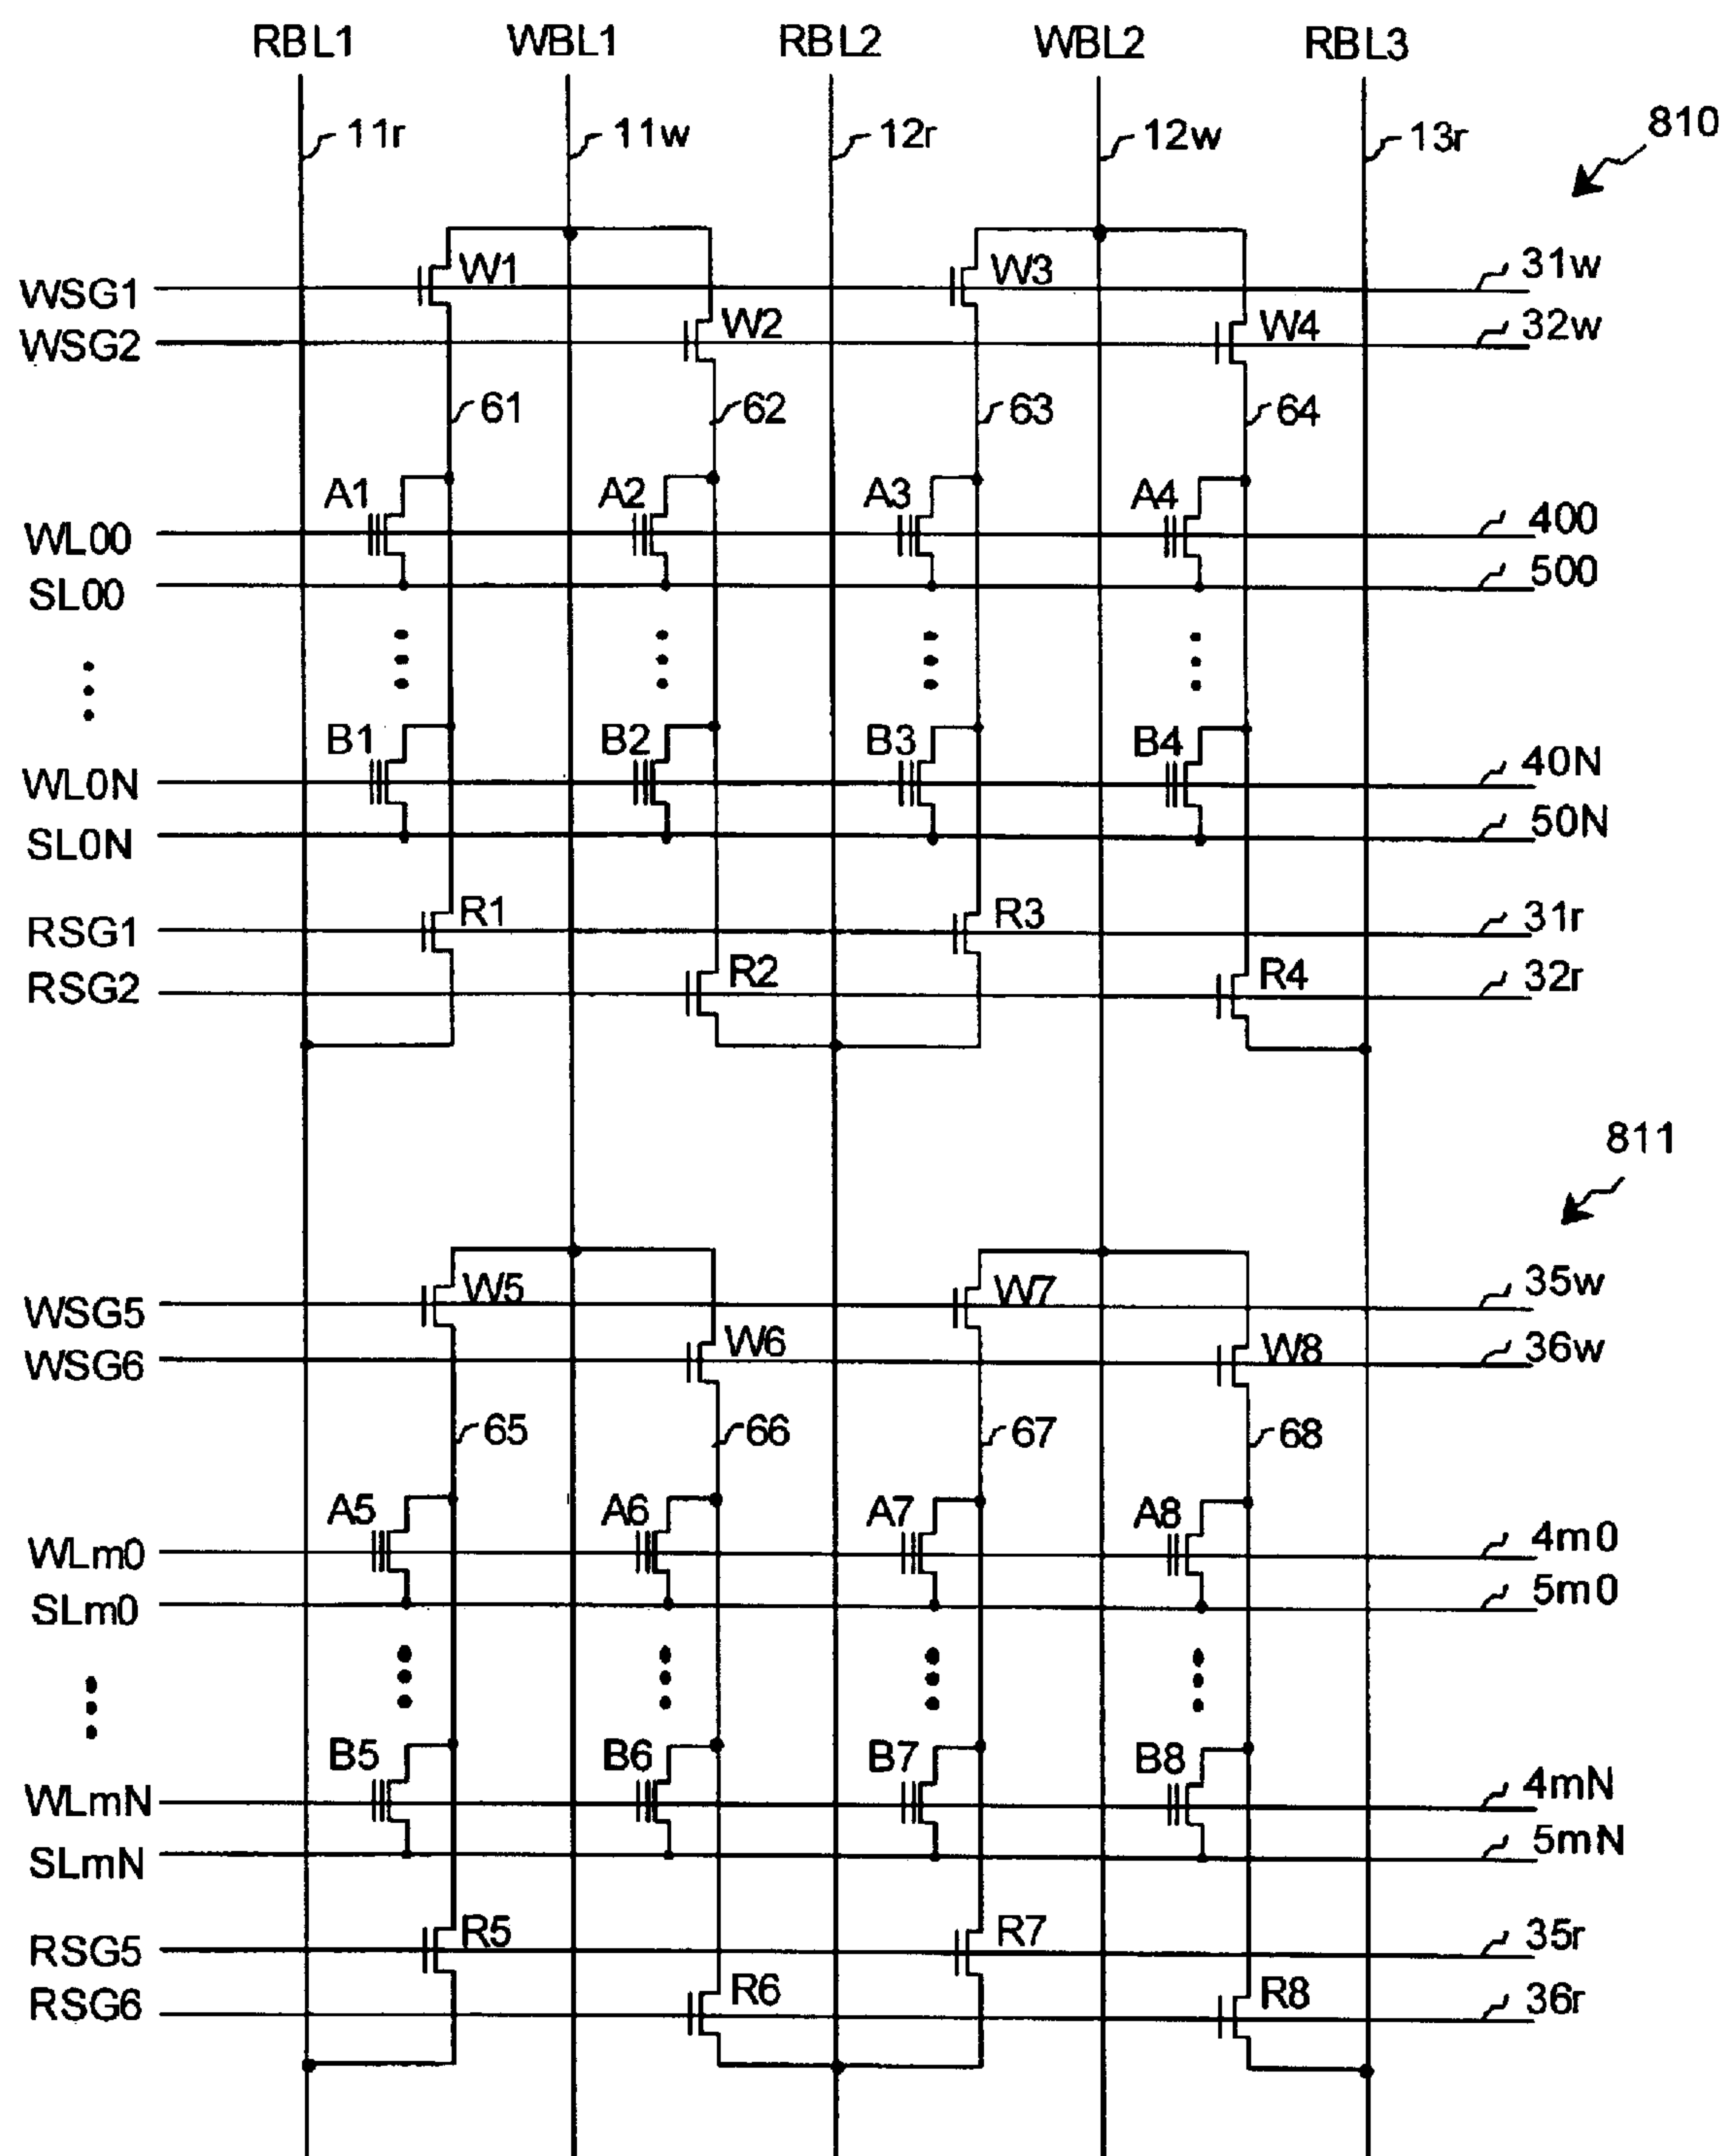 RBL1 WBL1 RBL2 WBL2 RBL3
11r 11w 12r 12w 13r 810
WSG1 W1 W3 31w
WSG2 W2 W4 32w
61 62 63 64
A1 A2 A3 A4
WL00 400
SL00 500
B1 B2 B3 B4
WL0N 40N
SL0N 50N
RSG1 R1 R3 31r
RSG2 R2 R4 32r
811
WSG5 W5 W7 35w
WSG6 W6 W8 36w
65 66 67 68
A5 A6 A7 A8
WLm0 4m0
SLm0 5m0
B5 B6 B7 B8
WLmN 4mN
SLmN 5mN
RSG5 R5 R7 35r
RSG6 R6 R8 36r